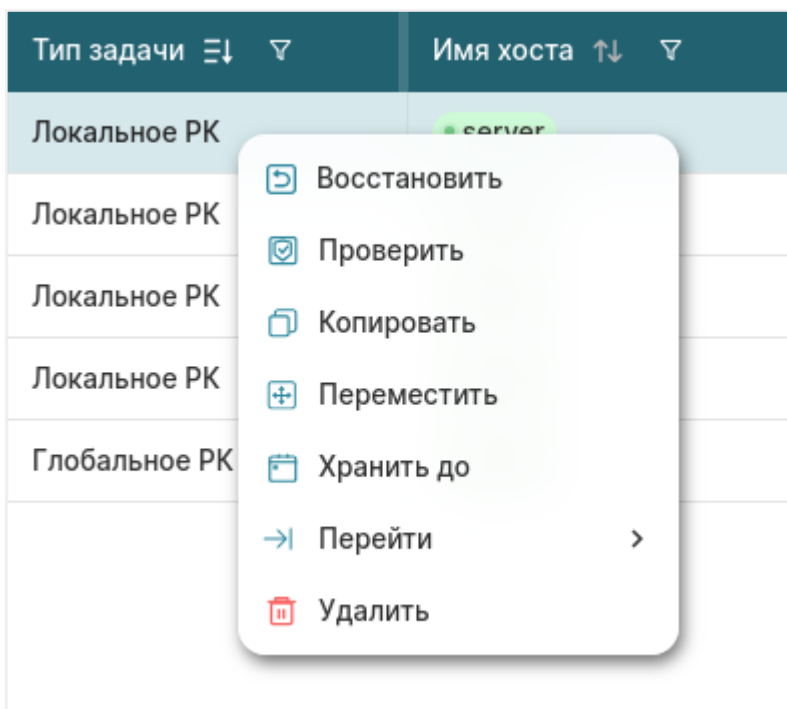 Тип задачи Имя хоста
Локальное РК server
Восстановить
Локальное РК
Проверить
Локальное РК
Копировать
Локальное РК
Переместить
Глобальное РК
Хранить до
Перейти
Удалить